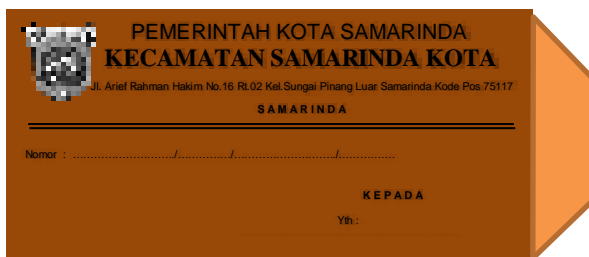 PEMERINTAH KOTA SAMARINDA
KECAMATAN SAMARINDA KOTA
Jl. Arief Rahman Hakim No.16 Rt.02 Kel.Sungai Pinang Luar Samarinda Kode Pos 75117
SAMARINDA
Nomor : …………………………/……………/…………………………/……………
KEPADA
Yth :